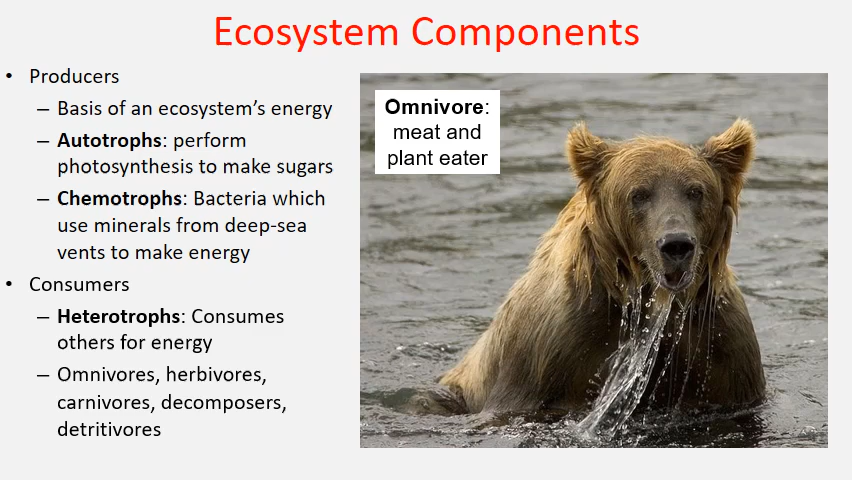 Ecosystem Components
• Producers
– Basis of an ecosystem’s energy
– Autotrophs: perform
photosynthesis to make sugars
– Chemotrophs: Bacteria which
use minerals from deep-sea
vents to make energy
• Consumers
– Heterotrophs: Consumes
others for energy
– Omnivores, herbivores,
carnivores, decomposers,
detritivores
Omnivore:
meat and
plant eater